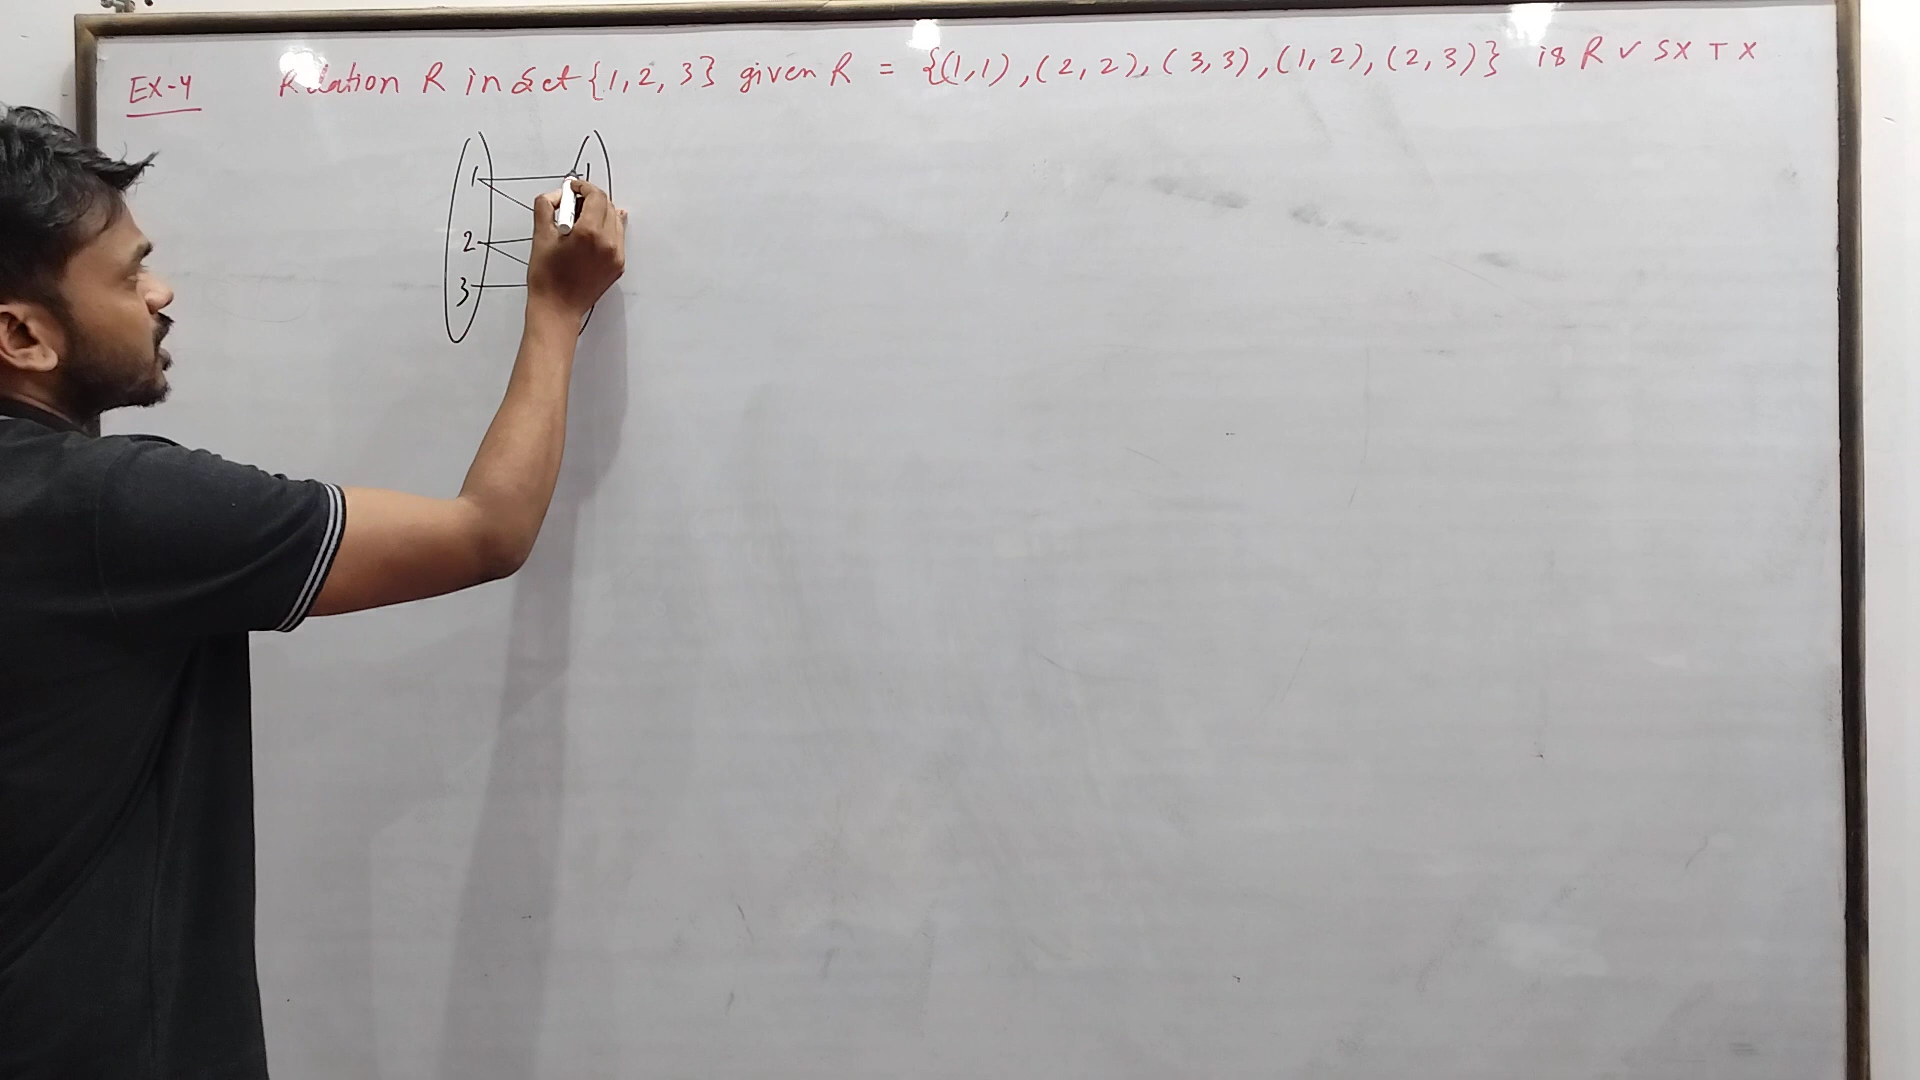 EX-4 Relation R in set {1, 2, 3} given R = {(1,1), (2, 2), (3, 3), (1, 2), (2, 3)} is R ✓ S X T X
1 1
2
3